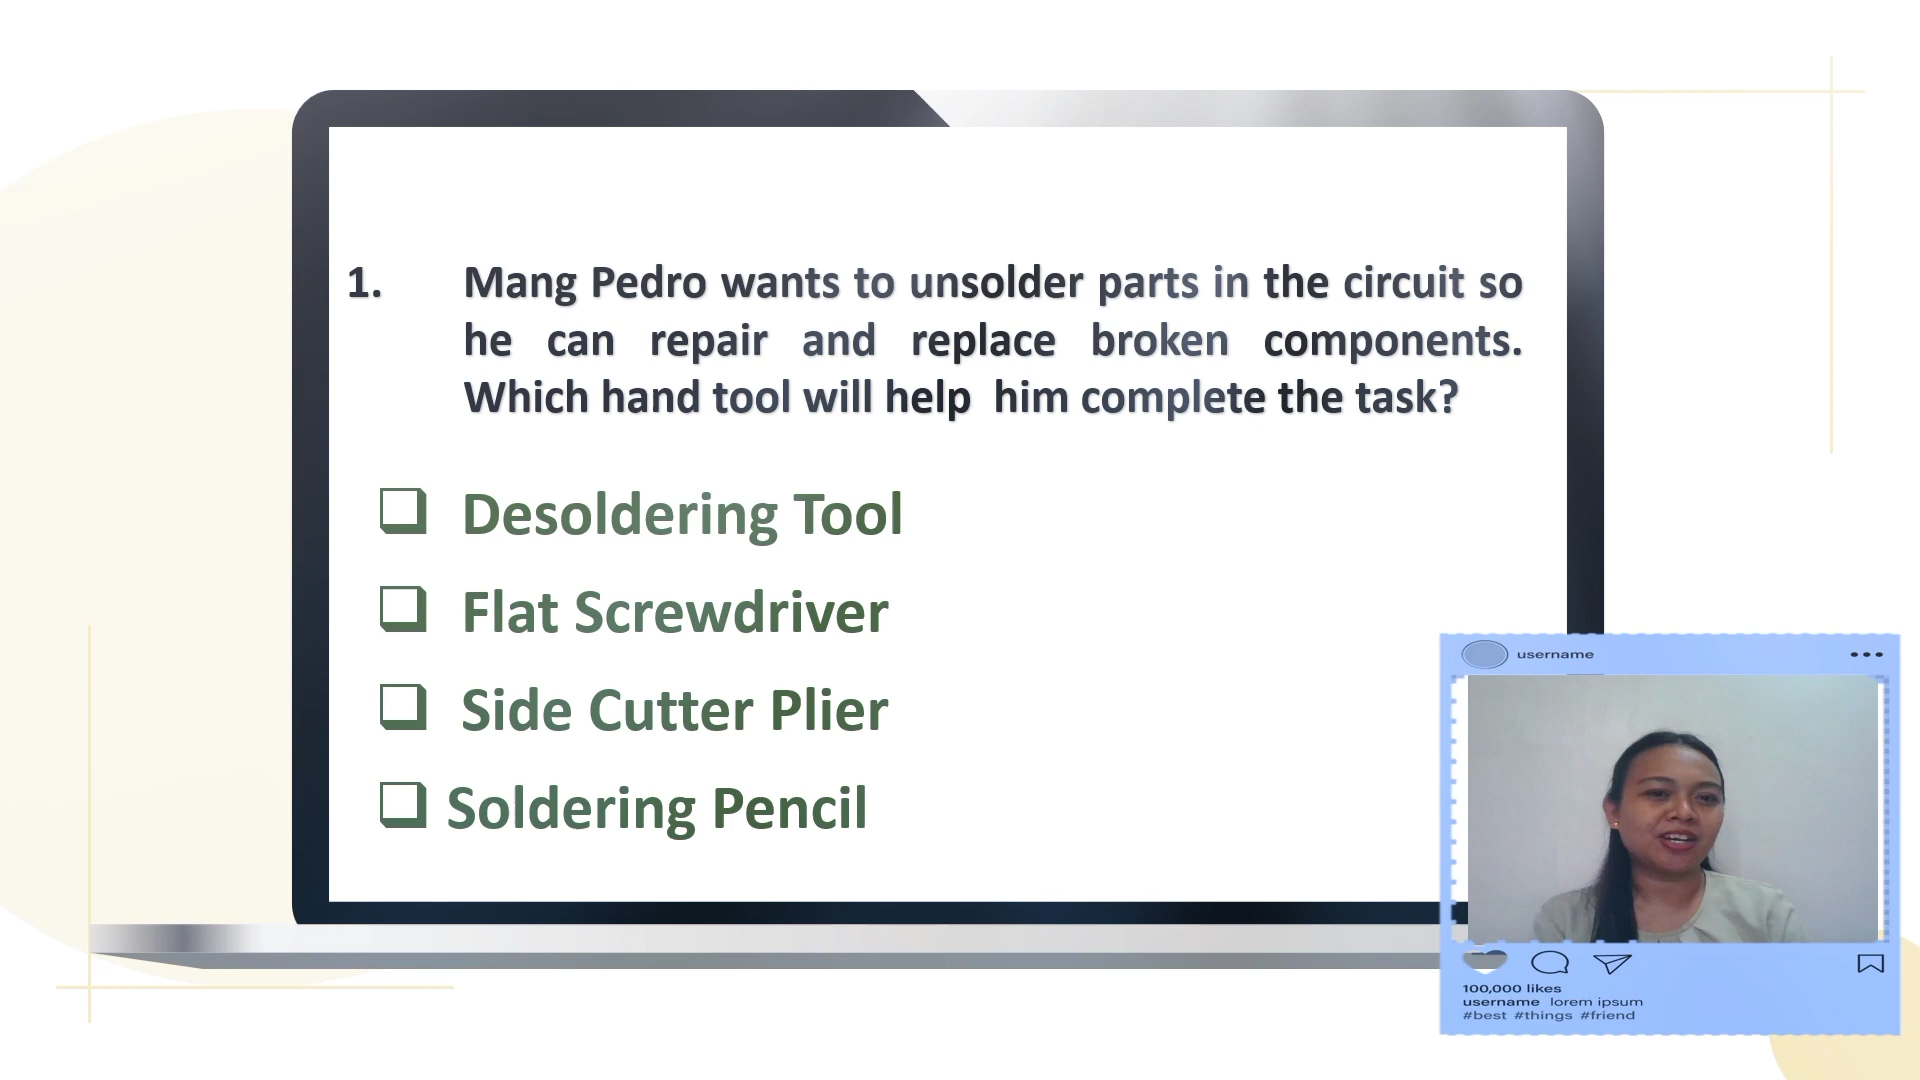 1. Mang Pedro wants to unsolder parts in the circuit so
he can repair and replace broken components.
Which hand tool will help him complete the task?
Desoldering Tool
Flat Screwdriver
Side Cutter Plier
Soldering Pencil
username
100,000 likes
username lorem ipsum
#best #things #friend